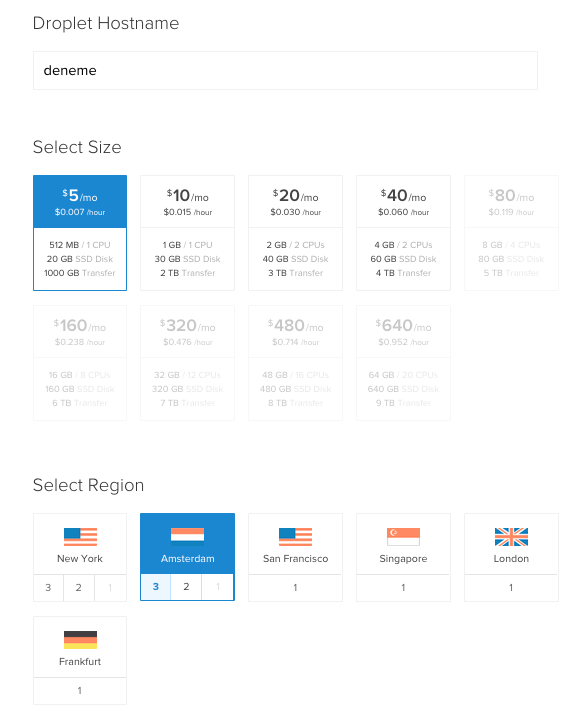 Droplet Hostname
deneme
Select Size
$5/mo
$0.007 /hour
512 MB / 1 CPU
20 GB SSD Disk
1000 GB Transfer
$10/mo
$0.015 /hour
1 GB / 1 CPU
30 GB SSD Disk
2 TB Transfer
$20/mo
$0.030 /hour
2 GB / 2 CPUs
40 GB SSD Disk
3 TB Transfer
$40/mo
$0.060 /hour
4 GB / 2 CPUs
60 GB SSD Disk
4 TB Transfer
$80/mo
$0.119 /hour
8 GB / 4 CPUs
80 GB SSD Disk
5 TB Transfer
$160/mo
$0.238 /hour
16 GB / 8 CPUs
160 GB SSD Disk
6 TB Transfer
$320/mo
$0.476 /hour
32 GB / 12 CPUs
320 GB SSD Disk
7 TB Transfer
$480/mo
$0.714 /hour
48 GB / 16 CPUs
480 GB SSD Disk
8 TB Transfer
$640/mo
$0.952 /hour
64 GB / 20 CPUs
640 GB SSD Disk
9 TB Transfer
Select Region
New York
3 2 1
Amsterdam
3 2 1
San Francisco
1
Singapore
1
London
1
Frankfurt
1